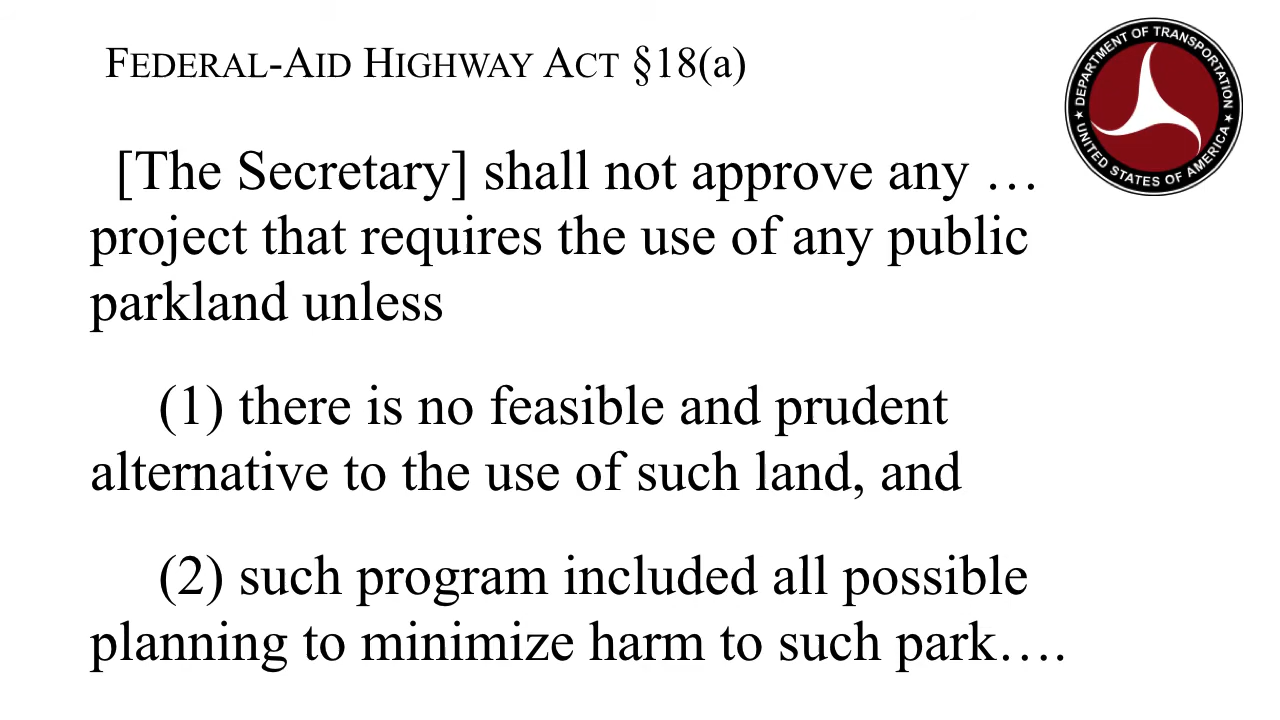 FEDERAL-AID HIGHWAY ACT §18(a)
[The Secretary] shall not approve any …
project that requires the use of any public
parkland unless
(1) there is no feasible and prudent
alternative to the use of such land, and
(2) such program included all possible
planning to minimize harm to such park….
DEPARTMENT OF TRANSPORTATION
★ UNITED STATES OF AMERICA ★